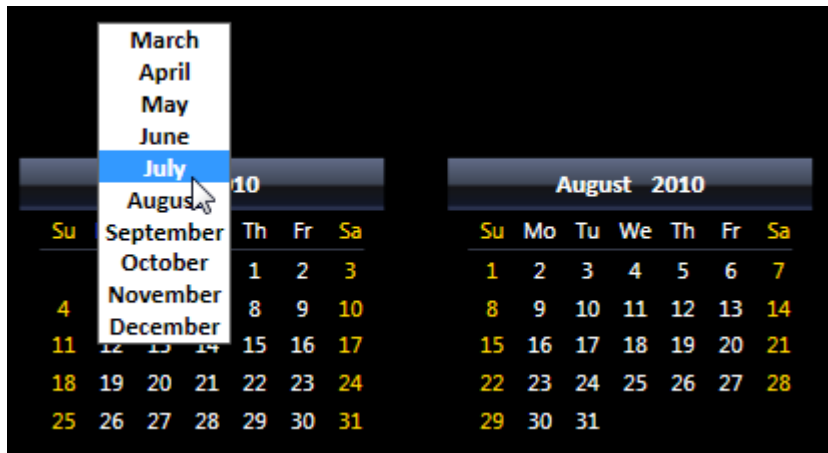 March
April
May
June
July
August
September
October
November
December
10
Su Th Fr Sa
1 2 3
4 8 9 10
11 12 13 14 15 16 17
18 19 20 21 22 23 24
25 26 27 28 29 30 31
August 2010
Su Mo Tu We Th Fr Sa
1 2 3 4 5 6 7
8 9 10 11 12 13 14
15 16 17 18 19 20 21
22 23 24 25 26 27 28
29 30 31